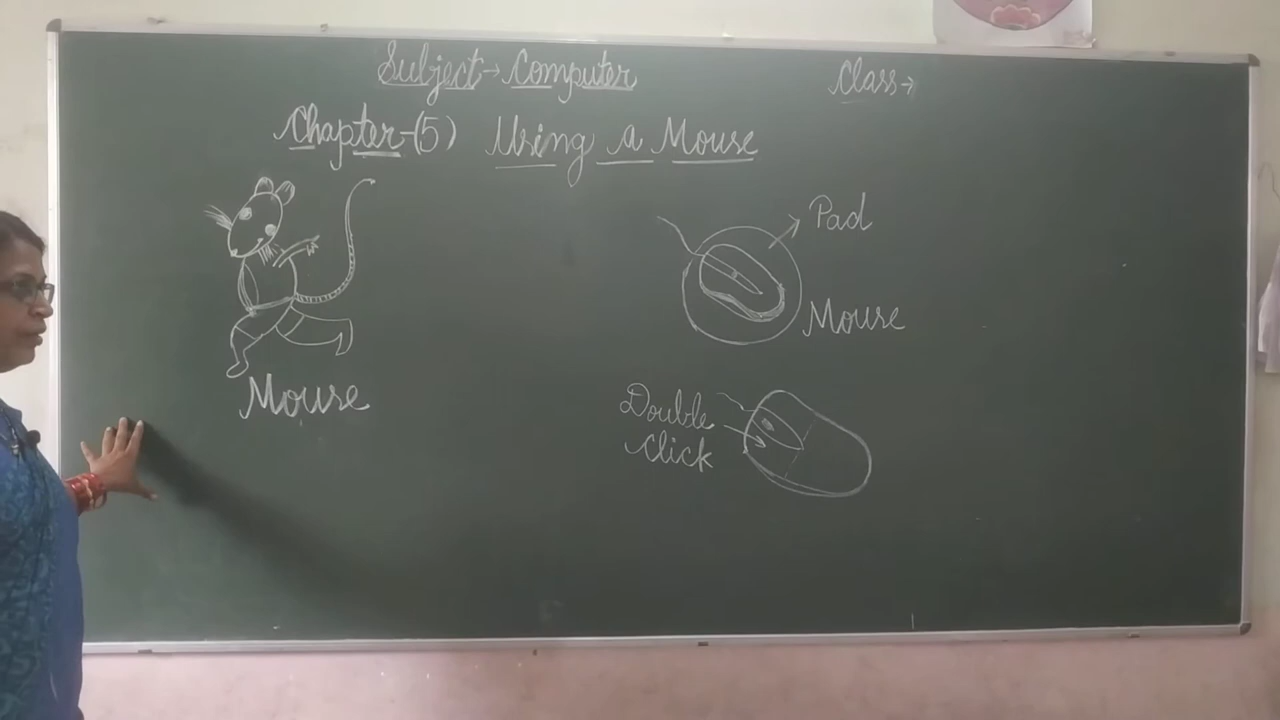 Subject→Computer
Class→
Chapter-(5) Using a Mouse
Pad
Mouse
Mouse
Double
Click